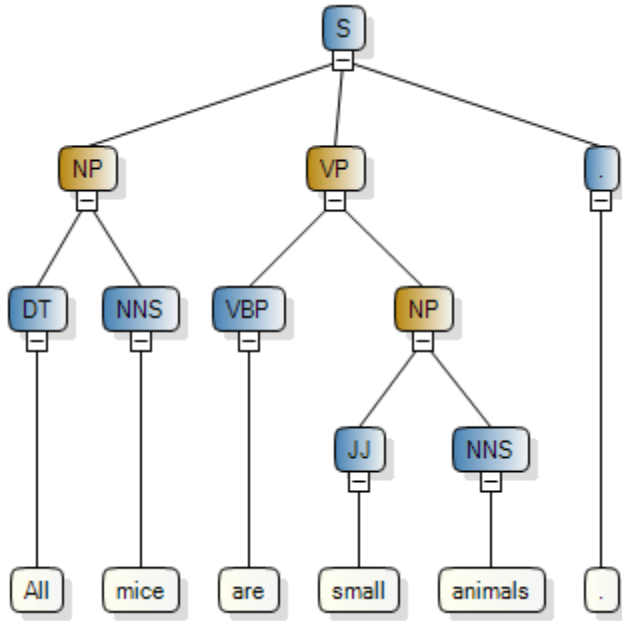 S
NP VP .
DT NNS VBP NP
JJ NNS
All mice are small animals .